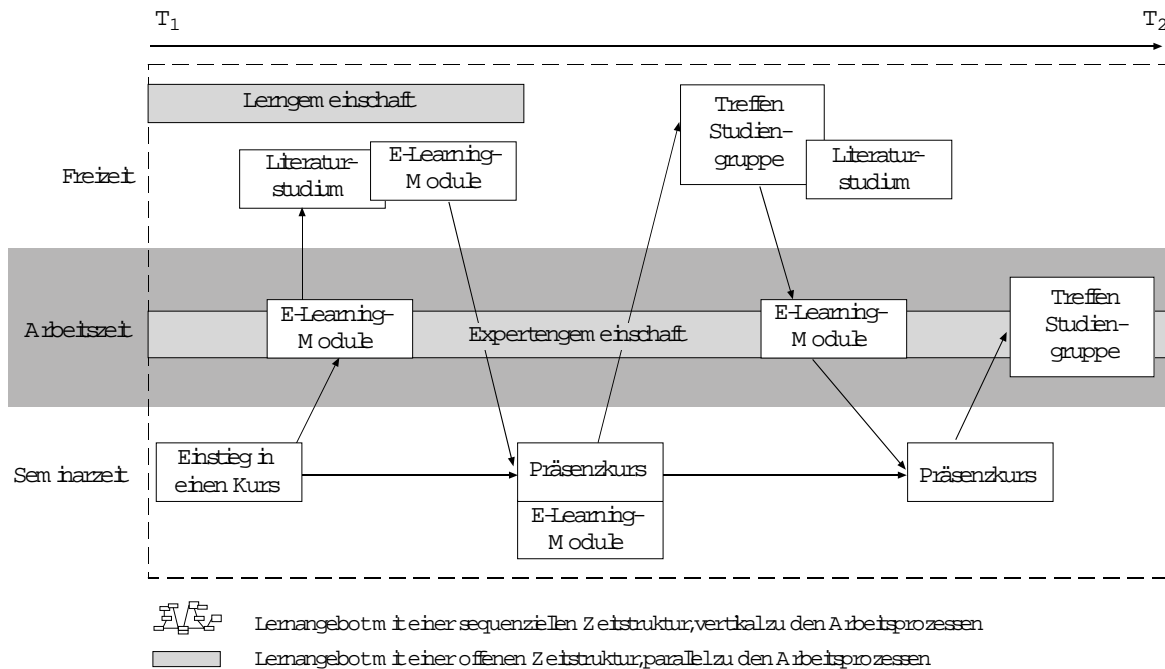 T1
T2
Lerngemeinschaft
Treffen
Studien-
gruppe
Literatur-
studium
E-Learning-
Module
Literatur-
studium
Freizeit
E-Learning-
Module
Expertengemeinschaft
E-Learning-
Module
Treffen
Studien-
gruppe
Arbeitszeit
Einstieg in
einen Kurs
Präsenzkurs
E-Learning-
Module
Präsenzkurs
Seminarzeit
Lernangebot mit einer sequenziellen Zeitstruktur, vertikal zu den Arbeitsprozessen
Lernangebot mit einer offenen Zeitstruktur, parallel zu den Arbeitsprozessen